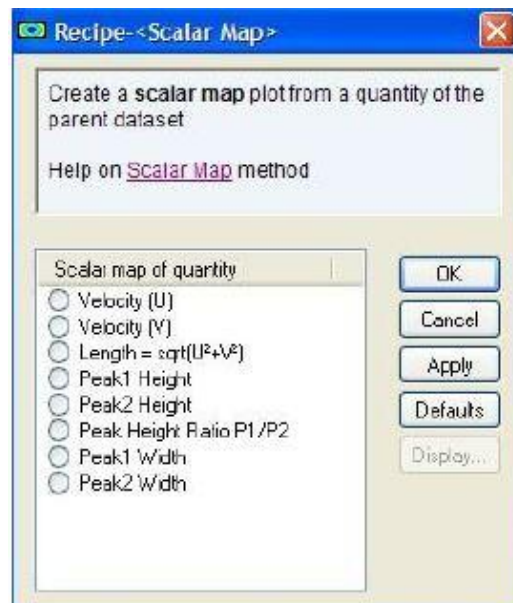 Recipe-<Scalar Map>
Create a scalar map plot from a quantity of the
parent dataset
Help on Scalar Map method
Scalar map of quantity
Velocity (U)
Velocity (V)
Length = sqrt(U²+V²)
Peak1 Height
Peak2 Height
Peak Height Ratio P1/P2
Peak1 Width
Peak2 Width
OK
Cancel
Apply
Defaults
Display...